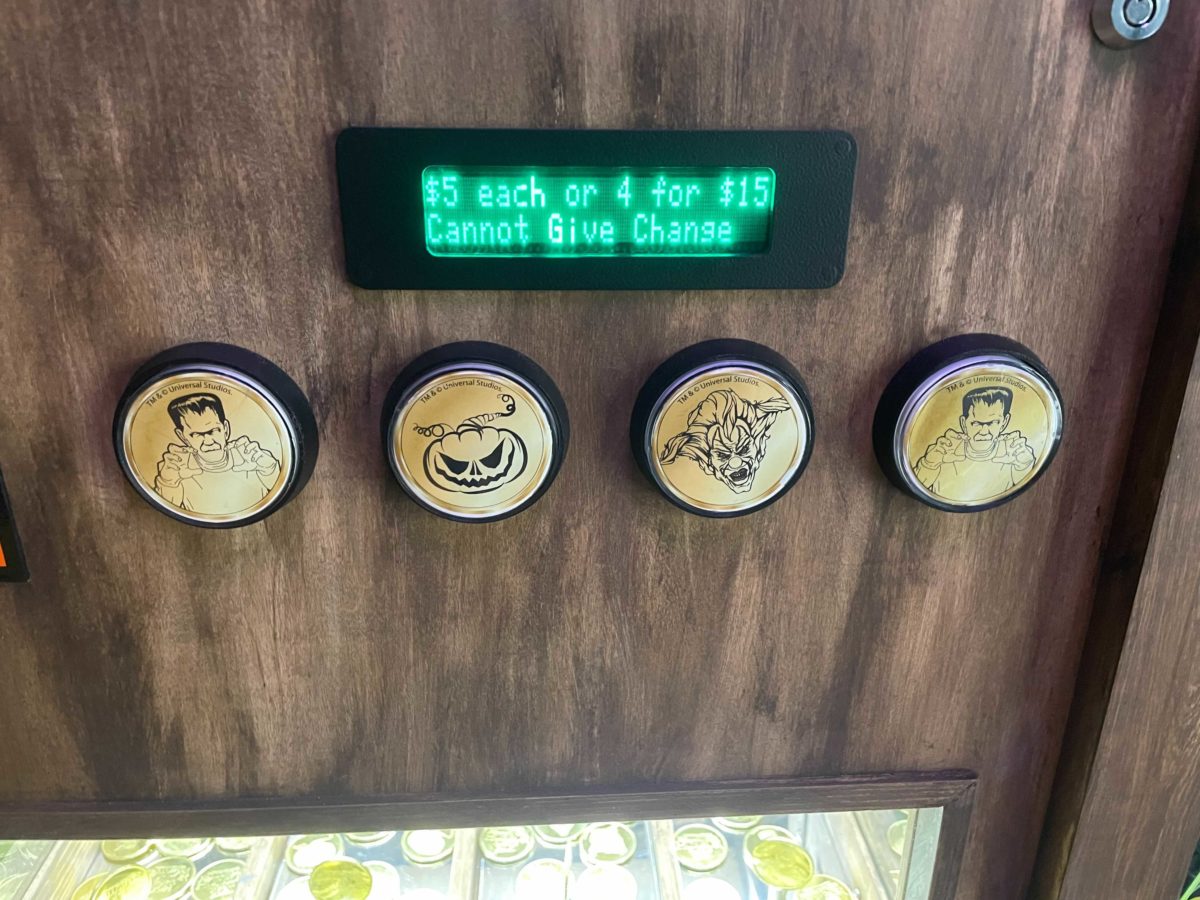 $5 each or 4 for $15
Cannot Give Change
TM & © Universal Studios.
TM & © Universal Studios.
TM & © Universal Studios.
TM & © Universal Studios.